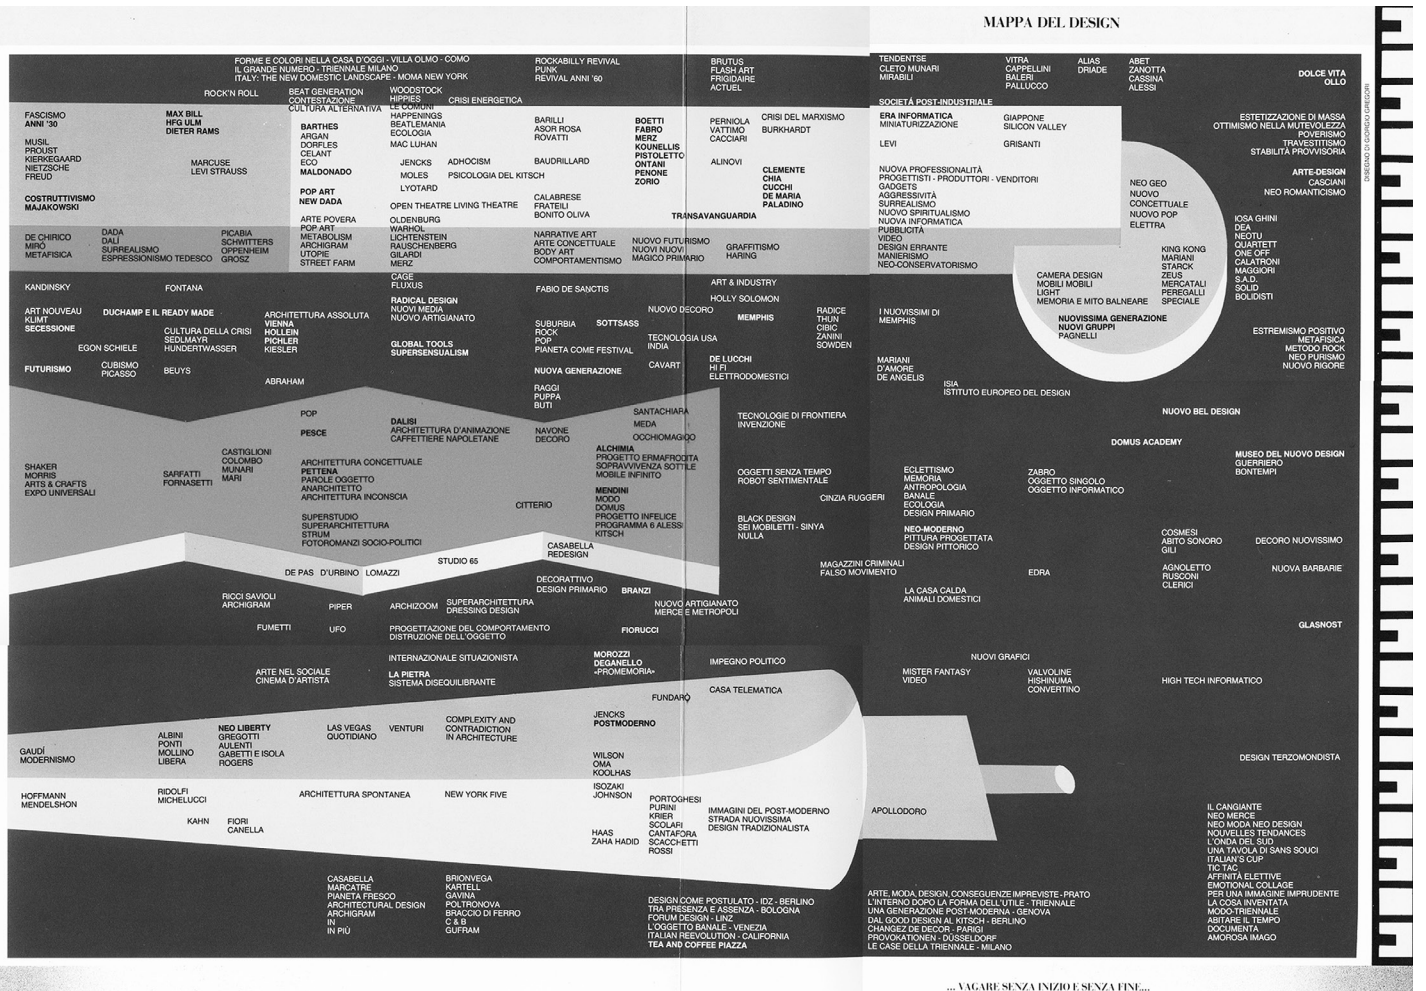 MAPPA DEL DESIGN
FORME E COLORI NELLA CASA D'OGGI - VILLA OLMO - COMO
IL GRANDE NUMERO - TRIENNALE MILANO
ITALY: THE NEW DOMESTIC LANDSCAPE - MOMA NEW YORK
ROCKABILLY REVIVAL
PUNK
REVIVAL ANNI '60
BRUTUS
FLASH ART
FRIGIDAIRE
ACTUEL
TENDENTSE
CLETO MUNARI
MIRABILI
VITRA
CAPPELLINI
BALERI
PALLUCCO
ALIAS
DRIADE
ABET
ZANOTTA
CASSINA
ALESSI
DOLCE VITA
OLLO
DISEGNO DI GIORGIO GREGORI
ROCK'N ROLL
BEAT GENERATION
CONTESTAZIONE
CULTURA ALTERNATIVA
WOODSTOCK
HIPPIES
LE COMUNI
HAPPENINGS
BEATLEMANIA
ECOLOGIA
MAC LUHAN
CRISI ENERGETICA
SOCIETÁ POST-INDUSTRIALE
FASCISMO
ANNI '30
MAX BILL
HFG ULM
DIETER RAMS
BARTHES
ARGAN
DORFLES
CELANT
ECO
MALDONADO
BARILLI
ASOR ROSA
ROVATTI
BOETTI
FABRO
MERZ
KOUNELLIS
PISTOLETTO
ONTANI
PENONE
ZORIO
PERNIOLA
VATTIMO
CACCIARI
CRISI DEL MARXISMO
BURKHARDT
ERA INFORMATICA
MINIATURIZZAZIONE
GIAPPONE
SILICON VALLEY
ESTETIZZAZIONE DI MASSA
OTTIMISMO NELLA MUTEVOLEZZA
POVERISMO
TRAVESTITISMO
STABILITÀ PROVVISORIA
MUSIL
PROUST
KIERKEGAARD
NIETZSCHE
FREUD
MARCUSE
LEVI STRAUSS
JENCKS
MOLES
LYOTARD
ADHOCISM
PSICOLOGIA DEL KITSCH
BAUDRILLARD
ALINOVI
LEVI
GRISANTI
CLEMENTE
CHIA
CUCCHI
DE MARIA
PALADINO
NUOVA PROFESSIONALITÀ
PROGETTISTI - PRODUTTORI - VENDITORI
GADGETS
AGGRESSIVITÀ
SURREALISMO
NUOVO SPIRITUALISMO
NUOVA INFORMATICA
PUBBLICITÀ
VIDEO
DESIGN ERRANTE
MANIERISMO
NEO-CONSERVATORISMO
NEO GEO
NUOVO
CONCETTUALE
NUOVO POP
ELETTRA
ARTE-DESIGN
CASCIANI
NEO ROMANTICISMO
COSTRUTTIVISMO
MAJAKOWSKI
POP ART
NEW DADA
OPEN THEATRE LIVING THEATRE
CALABRESE
FRATEILI
BONITO OLIVA
TRANSAVANGUARDIA
DE CHIRICO
MIRÒ
METAFISICA
DADA
DALÍ
SURREALISMO
ESPRESSIONISMO TEDESCO
PICABIA
SCHWITTERS
OPPENHEIM
GROSZ
ARTE POVERA
POP ART
METABOLISM
ARCHIGRAM
UTOPIE
STREET FARM
OLDENBURG
WARHOL
LICHTENSTEIN
RAUSCHENBERG
GILARDI
MERZ
NARRATIVE ART
ARTE CONCETTUALE
BODY ART
COMPORTAMENTISMO
NUOVO FUTURISMO
NUOVI NUOVI
MAGICO PRIMARIO
GRAFFITISMO
HARING
IOSA GHINI
DEA
NEOTU
QUARTETT
ONE OFF
CALATRONI
MAGGIORI
S.A.D.
SOLID
BOLIDISTI
KING KONG
MARIANI
STARCK
ZEUS
MERCATALI
PEREGALLI
SPECIALE
CAMERA DESIGN
MOBILI MOBILI
LIGHT
MEMORIA E MITO BALNEARE
NUOVISSIMA GENERAZIONE
NUOVI GRUPPI
PAGNELLI
KANDINSKY
FONTANA
CAGE
FLUXUS
RADICAL DESIGN
NUOVI MEDIA
NUOVO ARTIGIANATO
FABIO DE SANCTIS
ART & INDUSTRY
HOLLY SOLOMON
NUOVO DECORO
MEMPHIS
ART NOUVEAU
KLIMT
SECESSIONE
DUCHAMP E IL READY MADE
CULTURA DELLA CRISI
SEDLMAYR
HUNDERTWASSER
ARCHITETTURA ASSOLUTA
VIENNA
HOLLEIN
PICHLER
KIESLER
SUBURBIA
ROCK
POP
PIANETA COME FESTIVAL
SOTTSASS
TECNOLOGIA USA
INDIA
RADICE
THUN
CIBIC
ZANINI
SOWDEN
I NUOVISSIMI DI
MEMPHIS
ESTREMISMO POSITIVO
METAFISICA
METODO ROCK
NEO PURISMO
NUOVO RIGORE
EGON SCHIELE
GLOBAL TOOLS
SUPERSENSUALISM
FUTURISMO
CUBISMO
PICASSO
BEUYS
ABRAHAM
NUOVA GENERAZIONE
CAVART
DE LUCCHI
HI FI
ELETTRODOMESTICI
MARIANI
D'AMORE
DE ANGELIS
ISIA
ISTITUTO EUROPEO DEL DESIGN
RAGGI
PUPPA
BUTI
POP
PESCE
DALISI
ARCHITETTURA D'ANIMAZIONE
CAFFETTIERE NAPOLETANE
NAVONE
DECORO
SANTACHIARA
MEDA
OCCHIOMAGICO
TECNOLOGIE DI FRONTIERA
INVENZIONE
NUOVO BEL DESIGN
DOMUS ACADEMY
MUSEO DEL NUOVO DESIGN
GUERRIERO
BONTEMPI
SHAKER
MORRIS
ARTS & CRAFTS
EXPO UNIVERSALI
SARFATTI
FORNASETTI
CASTIGLIONI
COLOMBO
MUNARI
MARI
ARCHITETTURA CONCETTUALE
PETTENA
PAROLE OGGETTO
ANARCHITETTO
ARCHITETTURA INCONSCIA
ALCHIMIA
PROGETTO ERMAFRODITA
SOPRAVVIVENZA SOTTILE
MOBILE INFINITO
OGGETTI SENZA TEMPO
ROBOT SENTIMENTALE
ECLETTISMO
MEMORIA
ANTROPOLOGIA
BANALE
ECOLOGIA
DESIGN PRIMARIO
ZABRO
OGGETTO SINGOLO
OGGETTO INFORMATICO
CITTERIO
MENDINI
MODO
DOMUS
PROGETTO INFELICE
PROGRAMMA 6 ALESSI
KITSCH
CINZIA RUGGERI
SUPERSTUDIO
SUPERARCHITETTURA
STRUM
FOTOROMANZI SOCIO-POLITICI
BLACK DESIGN
SEI MOBILETTI - SINYA
NULLA
NEO-MODERNO
PITTURA PROGETTATA
DESIGN PITTORICO
COSMESI
ABITO SONORO
GILI
DECORO NUOVISSIMO
STUDIO 65
CASABELLA
REDESIGN
DE PAS D'URBINO LOMAZZI
MAGAZZINI CRIMINALI
FALSO MOVIMENTO
EDRA
AGNOLETTO
RUSCONI
CLERICI
NUOVA BARBARIE
RICCI SAVIOLI
ARCHIGRAM
PIPER
ARCHIZOOM
SUPERARCHITETTURA
DRESSING DESIGN
DECORATTIVO
DESIGN PRIMARIO
BRANZI
NUOVO ARTIGIANATO
MERCE E METROPOLI
LA CASA CALDA
ANIMALI DOMESTICI
FUMETTI
UFO
PROGETTAZIONE DEL COMPORTAMENTO
DISTRUZIONE DELL'OGGETTO
FIORUCCI
GLASNOST
ARTE NEL SOCIALE
CINEMA D'ARTISTA
INTERNAZIONALE SITUAZIONISTA
LA PIETRA
SISTEMA DISEQUILIBRANTE
MOROZZI
DEGANELLO
«PROMEMORIA»
IMPEGNO POLITICO
NUOVI GRAFICI
MISTER FANTASY
VIDEO
VALVOLINE
HISHINUMA
CONVERTINO
HIGH TECH INFORMATICO
FUNDARÒ
CASA TELEMATICA
GAUDÍ
MODERNISMO
ALBINI
PONTI
MOLLINO
LIBERA
NEO LIBERTY
GREGOTTI
AULENTI
GABETTI E ISOLA
ROGERS
LAS VEGAS
QUOTIDIANO
VENTURI
COMPLEXITY AND
CONTRADICTION
IN ARCHITECTURE
JENCKS
POSTMODERNO
WILSON
OMA
KOOLHAS
ISOZAKI
JOHNSON
DESIGN TERZOMONDISTA
HOFFMANN
MENDELSHON
RIDOLFI
MICHELUCCI
ARCHITETTURA SPONTANEA
NEW YORK FIVE
PORTOGHESI
PURINI
KRIER
SCOLARI
CANTAFORA
SCACCHETTI
ROSSI
IMMAGINI DEL POST-MODERNO
STRADA NUOVISSIMA
DESIGN TRADIZIONALISTA
APOLLODORO
KAHN
FIORI
CANELLA
HAAS
ZAHA HADID
IL CANGIANTE
NEO MERCE
NEO MODA NEO DESIGN
NOUVELLES TENDANCES
L'ONDA DEL SUD
UNA TAVOLA DI SANS SOUCI
ITALIAN'S CUP
TIC TAC
AFFINITÀ ELETTIVE
EMOTIONAL COLLAGE
PER UNA IMMAGINE IMPRUDENTE
LA COSA INVENTATA
MODO-TRIENNALE
ABITARE IL TEMPO
DOCUMENTA
AMOROSA IMAGO
CASABELLA
MARCATRE
PIANETA FRESCO
ARCHITECTURAL DESIGN
ARCHIGRAM
IN
IN PIÙ
BRIONVEGA
KARTELL
GAVINA
POLTRONOVA
BRACCIO DI FERRO
C & B
GUFRAM
DESIGN COME POSTULATO - IDZ - BERLINO
TRA PRESENZA E ASSENZA - BOLOGNA
FORUM DESIGN - LINZ
L'OGGETTO BANALE - VENEZIA
ITALIAN REEVOLUTION - CALIFORNIA
TEA AND COFFEE PIAZZA
ARTE, MODA, DESIGN, CONSEGUENZE IMPREVISTE - PRATO
L'INTERNO DOPO LA FORMA DELL'UTILE - TRIENNALE
UNA GENERAZIONE POST-MODERNA - GENOVA
DAL GOOD DESIGN AL KITSCH - BERLINO
CHANGEZ DE DECOR - PARIGI
PROVOKATIONEN - DÜSSELDORF
LE CASE DELLA TRIENNALE - MILANO
... VAGARE SENZA INIZIO E SENZA FINE...